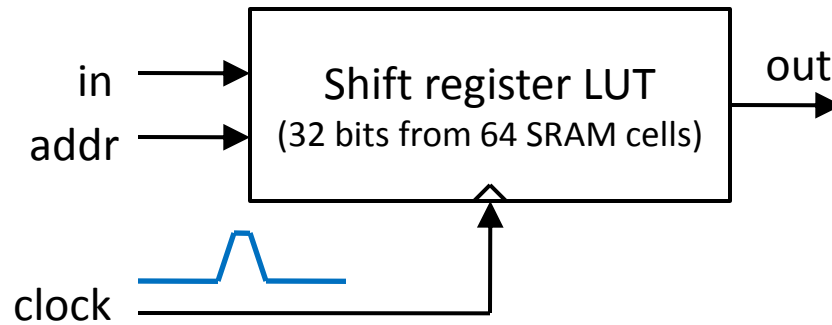 in
addr
Shift register LUT
(32 bits from 64 SRAM cells)
out
clock